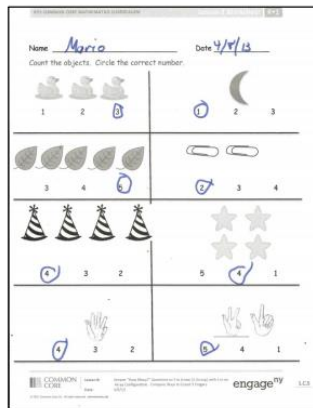 Name Mario Date 4/8/13
Count the objects. Circle the correct number.
1 2 3 1 2 3
3 4 5 2 3 4
4 3 2 5 4 1
4 3 2 5 4 1
COMMON CORE engage ny